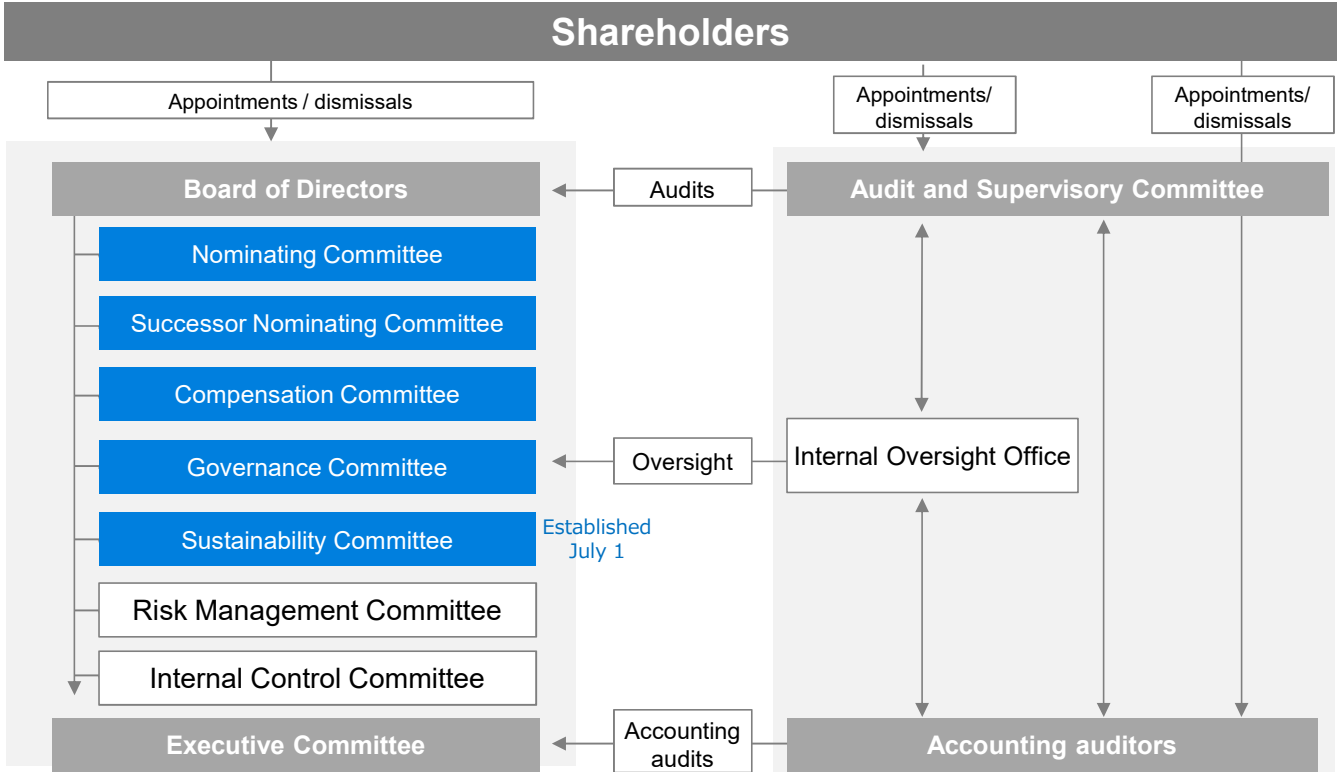 Shareholders
Appointments / dismissals
Appointments/
dismissals
Appointments/
dismissals
Board of Directors
Audits
Audit and Supervisory Committee
Nominating Committee
Successor Nominating Committee
Compensation Committee
Governance Committee
Oversight
Internal Oversight Office
Sustainability Committee
Established
July 1
Risk Management Committee
Internal Control Committee
Executive Committee
Accounting
audits
Accounting auditors